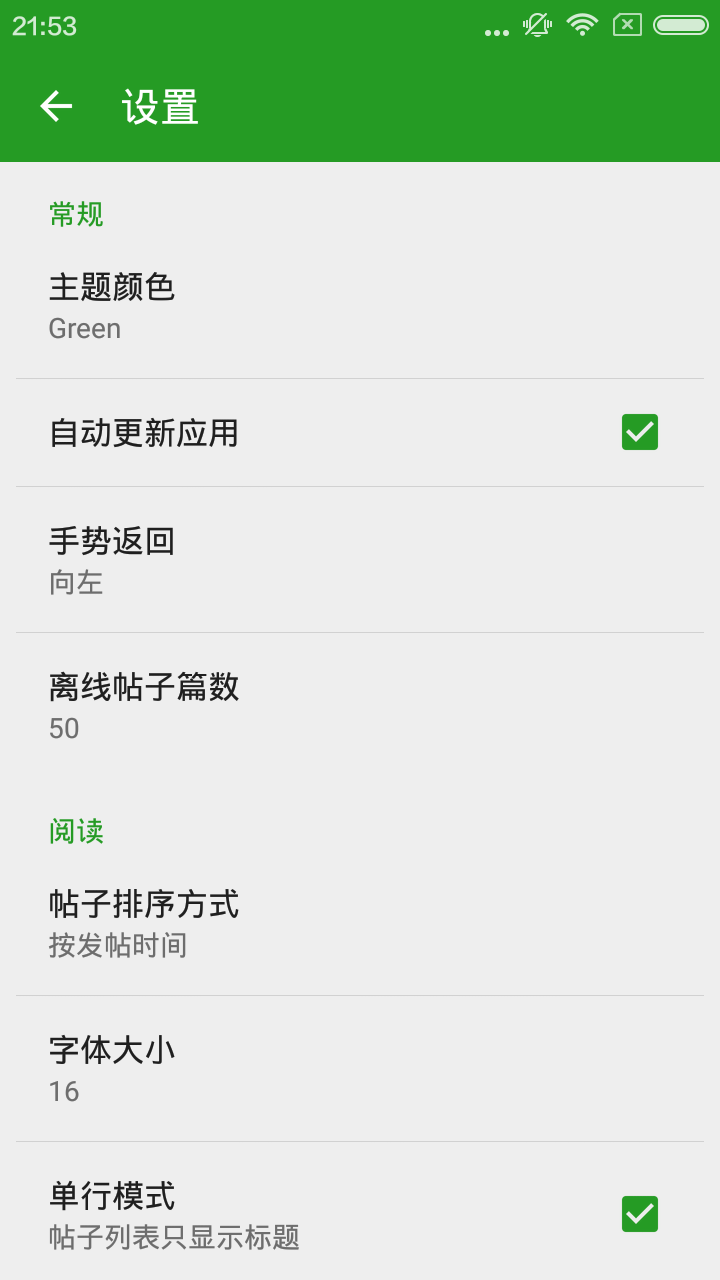 21:53
设置
常规
主题颜色
Green
自动更新应用
手势返回
向左
离线帖子篇数
50
阅读
帖子排序方式
按发帖时间
字体大小
16
单行模式
帖子列表只显示标题